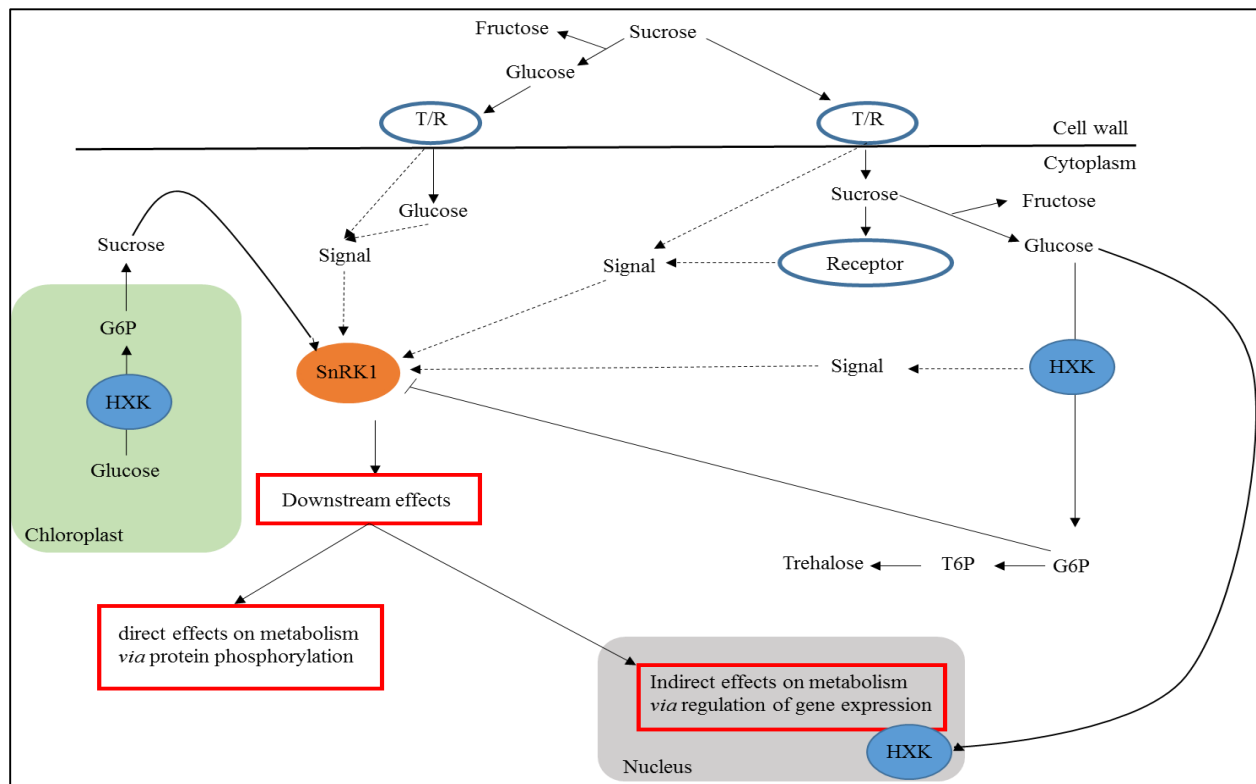 Fructose
Sucrose
Glucose
T/R
T/R
Cell wall
Cytoplasm
Sucrose
Fructose
Glucose
Sucrose
Signal
Signal
Receptor
Glucose
G6P
SnRK1
Signal
HXK
HXK
Glucose
Downstream effects
Chloroplast
Trehalose
T6P
G6P
direct effects on metabolism
via protein phosphorylation
Indirect effects on metabolism
via regulation of gene expression
HXK
Nucleus